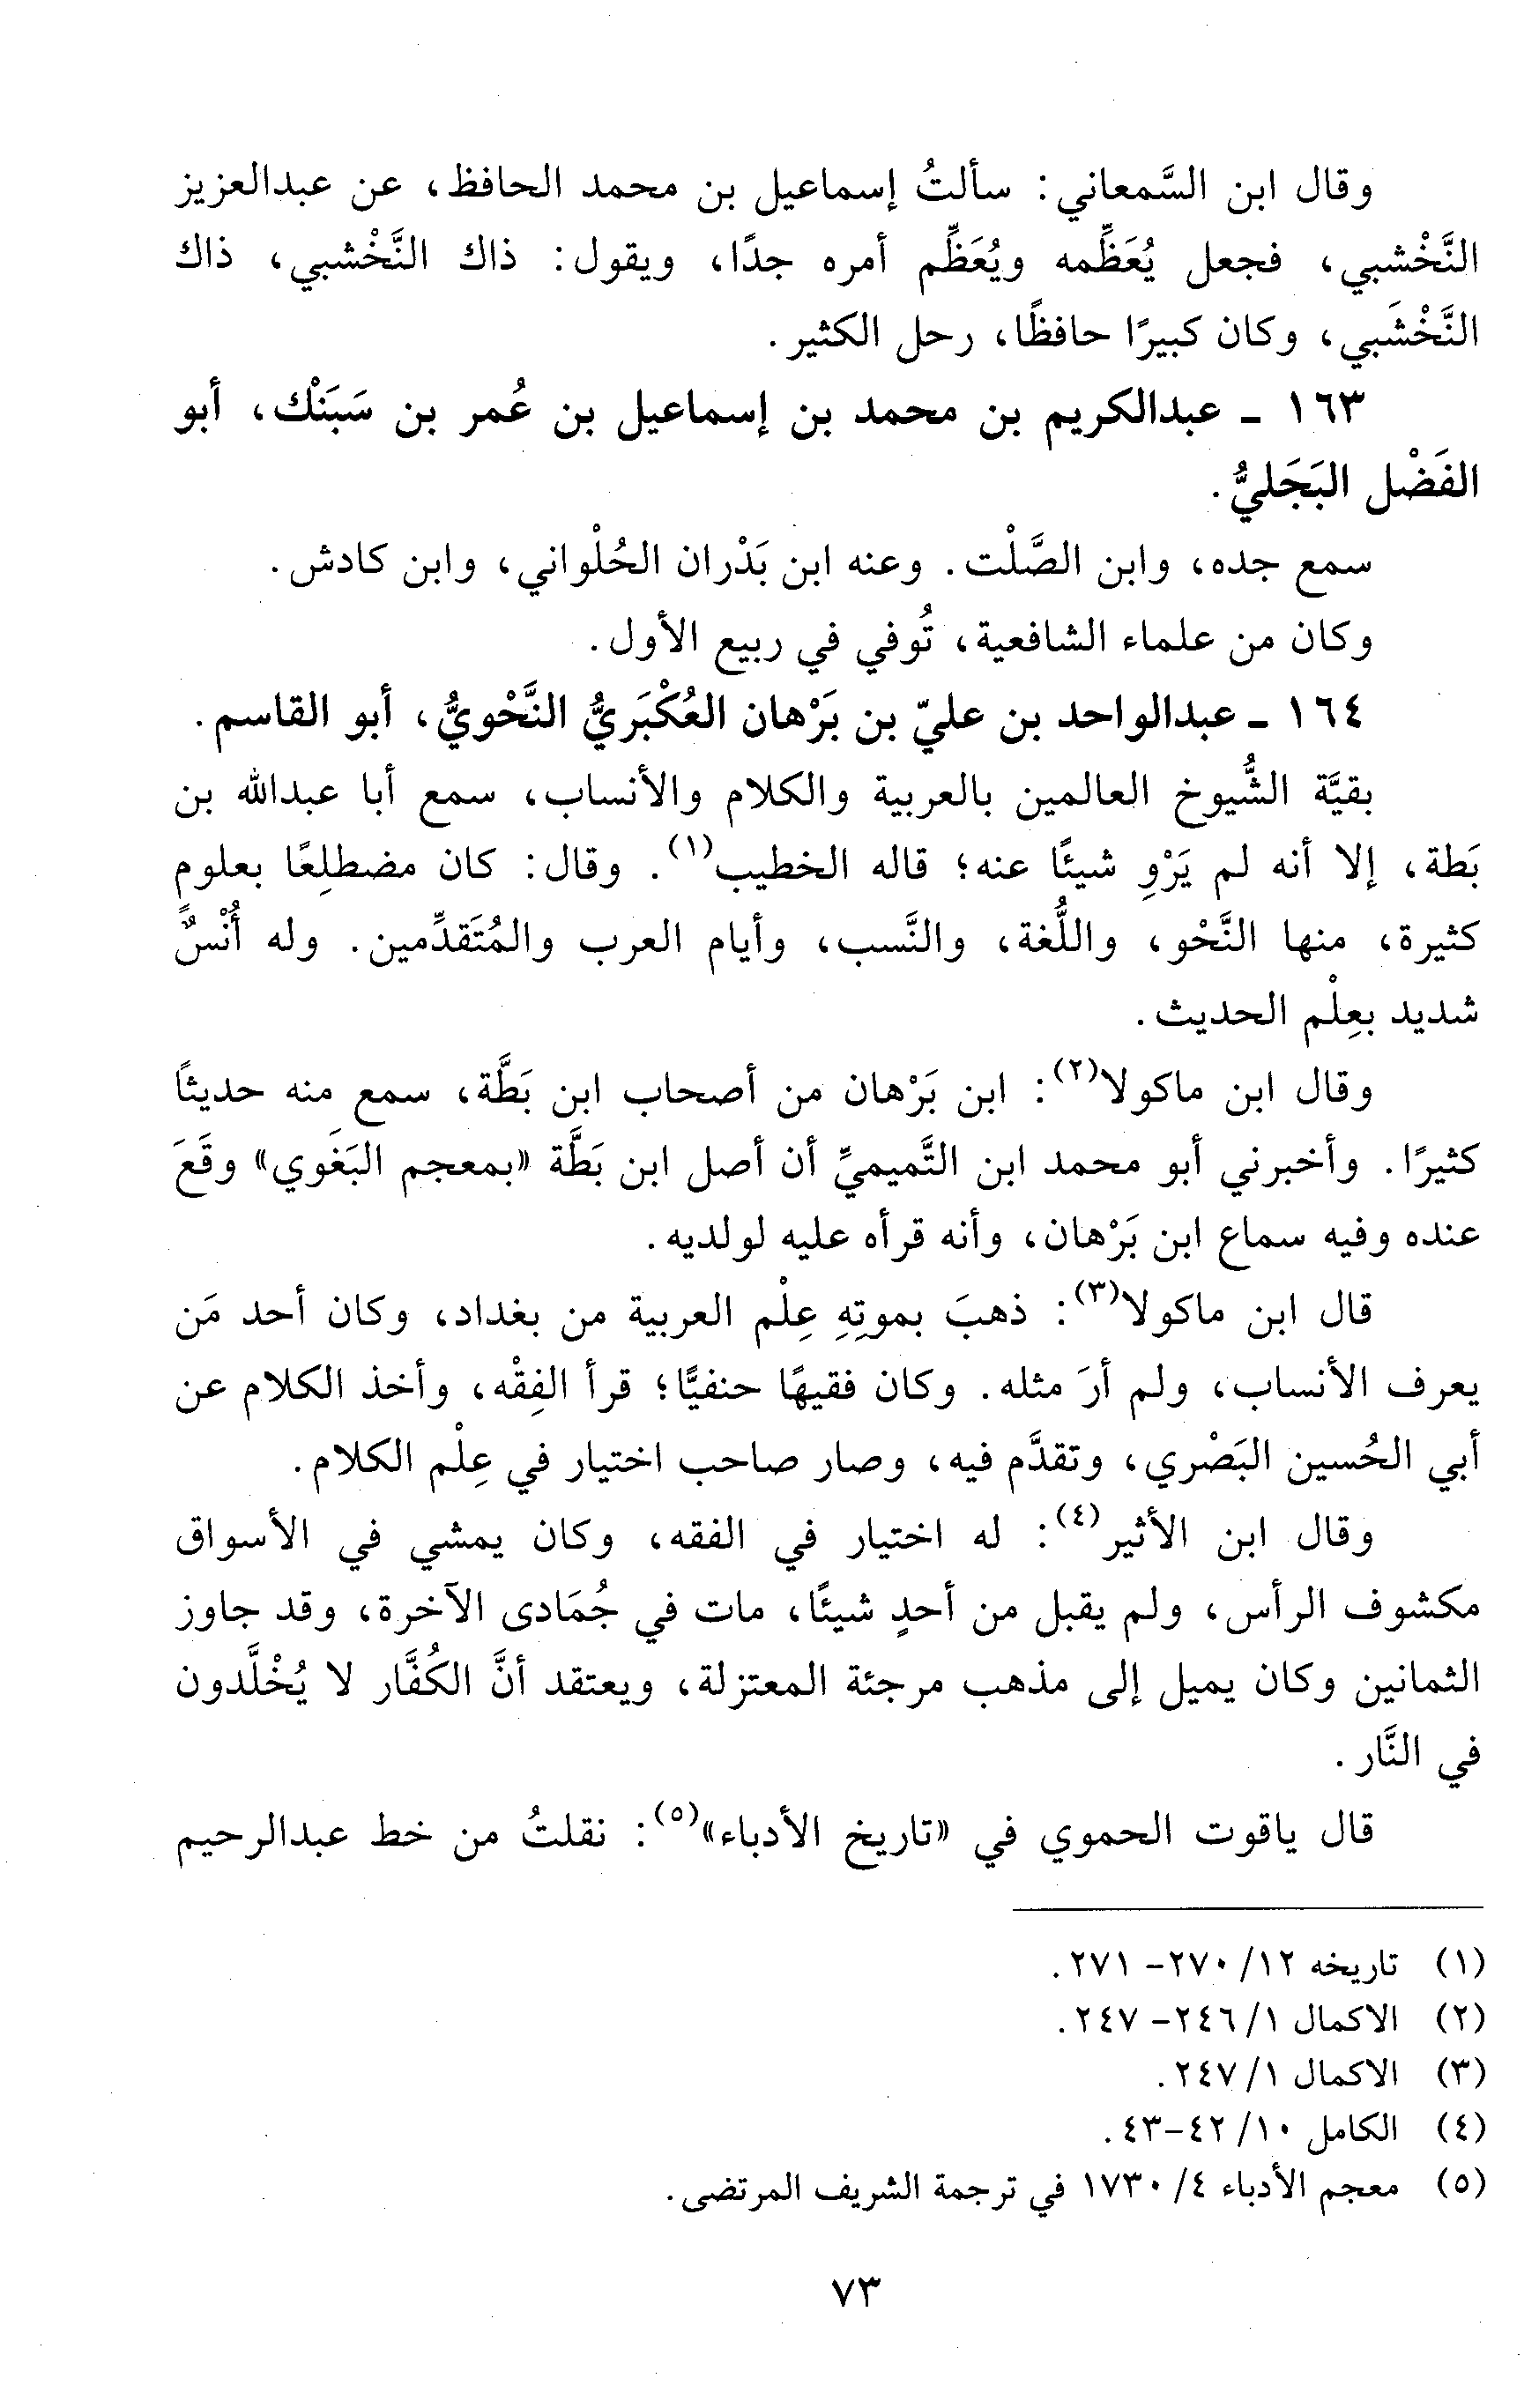 وقال ابن السَّمعاني: سألتُ إسماعيل بن محمد الحافظ، عن عبدالعزيز
النَّخْشبي، فجعل يُعَظِّمه ويُعَظِّم أمره جدًا، ويقول: ذاك النَّخْشبي، ذاك
النَّخْشَبي، وكان كبيرًا حافظًا، رحل الكثير.
١٦٣ ـ عبدالكريم بن محمد بن إسماعيل بن عُمر بن سَبَنْك، أبو
الفَضْل البَجَليُّ.
سمع جده، وابن الصَّلْت. وعنه ابن بَدْران الحُلْواني، وابن كادش.
وكان من علماء الشافعية، تُوفي في ربيع الأول.
١٦٤ ـ عبدالواحد بن عليّ بن بَرْهان العُكْبَريُّ النَّحْويُّ، أبو القاسم.
بقيَّة الشُّيوخ العالمين بالعربية والكلام والأنساب، سمع أبا عبدالله بن
بَطة، إلا أنه لم يَرْوِ شيئًا عنه؛ قاله الخطيب(١). وقال: كان مضطلِعًا بعلومٍ
كثيرة، منها النَّحْو، واللُّغة، والنَّسب، وأيام العرب والمُتَقدِّمين. وله أُنْسٌ
شديد بعِلْم الحديث.
وقال ابن ماكولا(٢): ابن بَرْهان من أصحاب ابن بَطَّة، سمع منه حديثًا
كثيرًا. وأخبرني أبو محمد ابن التَّميميِّ أن أصل ابن بَطَّة «بمعجم البَغَوي» وقَعَ
عنده وفيه سماع ابن بَرْهان، وأنه قرأه عليه لولديه.
قال ابن ماكولا(٣): ذهبَ بموتِهِ عِلْم العربية من بغداد، وكان أحد مَن
يعرف الأنساب، ولم أرَ مثله. وكان فقيهًا حنفيًّا؛ قرأ الفِقْه، وأخذ الكلام عن
أبي الحُسين البَصْري، وتقدَّم فيه، وصار صاحب اختيار في عِلْم الكلام.
وقال ابن الأثير(٤): له اختيار في الفقه، وكان يمشي في الأسواق
مكشوف الرأس، ولم يقبل من أحدٍ شيئًا، مات في جُمَادى الآخرة، وقد جاوز
الثمانين وكان يميل إلى مذهب مرجئة المعتزلة، ويعتقد أنَّ الكُفَّار لا يُخْلَّدون
في النَّار.
قال ياقوت الحموي في «تاريخ الأدباء»(٥): نقلتُ من خط عبدالرحيم
(١) تاريخه ١٢/ ٢٧٠- ٢٧١.
(٢) الاكمال ١/ ٢٤٦- ٢٤٧.
(٣) الاكمال ١/ ٢٤٧.
(٤) الكامل ١٠/ ٤٢-٤٣.
(٥) معجم الأدباء ٤/ ١٧٣٠ في ترجمة الشريف المرتضى.
٧٣